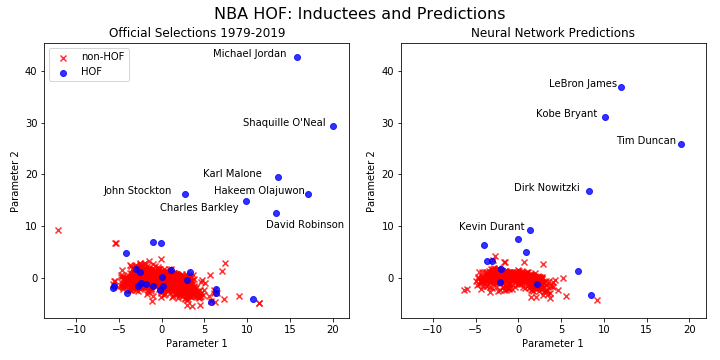 NBA HOF: Inductees and Predictions
Official Selections 1979-2019
non-HOF
HOF
Michael Jordan
Shaquille O'Neal
Karl Malone
John Stockton
Hakeem Olajuwon
Charles Barkley
David Robinson
Parameter 2
40
30
20
10
0
−10
−5
0
5
10
15
20
Parameter 1
Neural Network Predictions
LeBron James
Kobe Bryant
Tim Duncan
Dirk Nowitzki
Kevin Durant
Parameter 2
40
30
20
10
0
−10
−5
0
5
10
15
20
Parameter 1